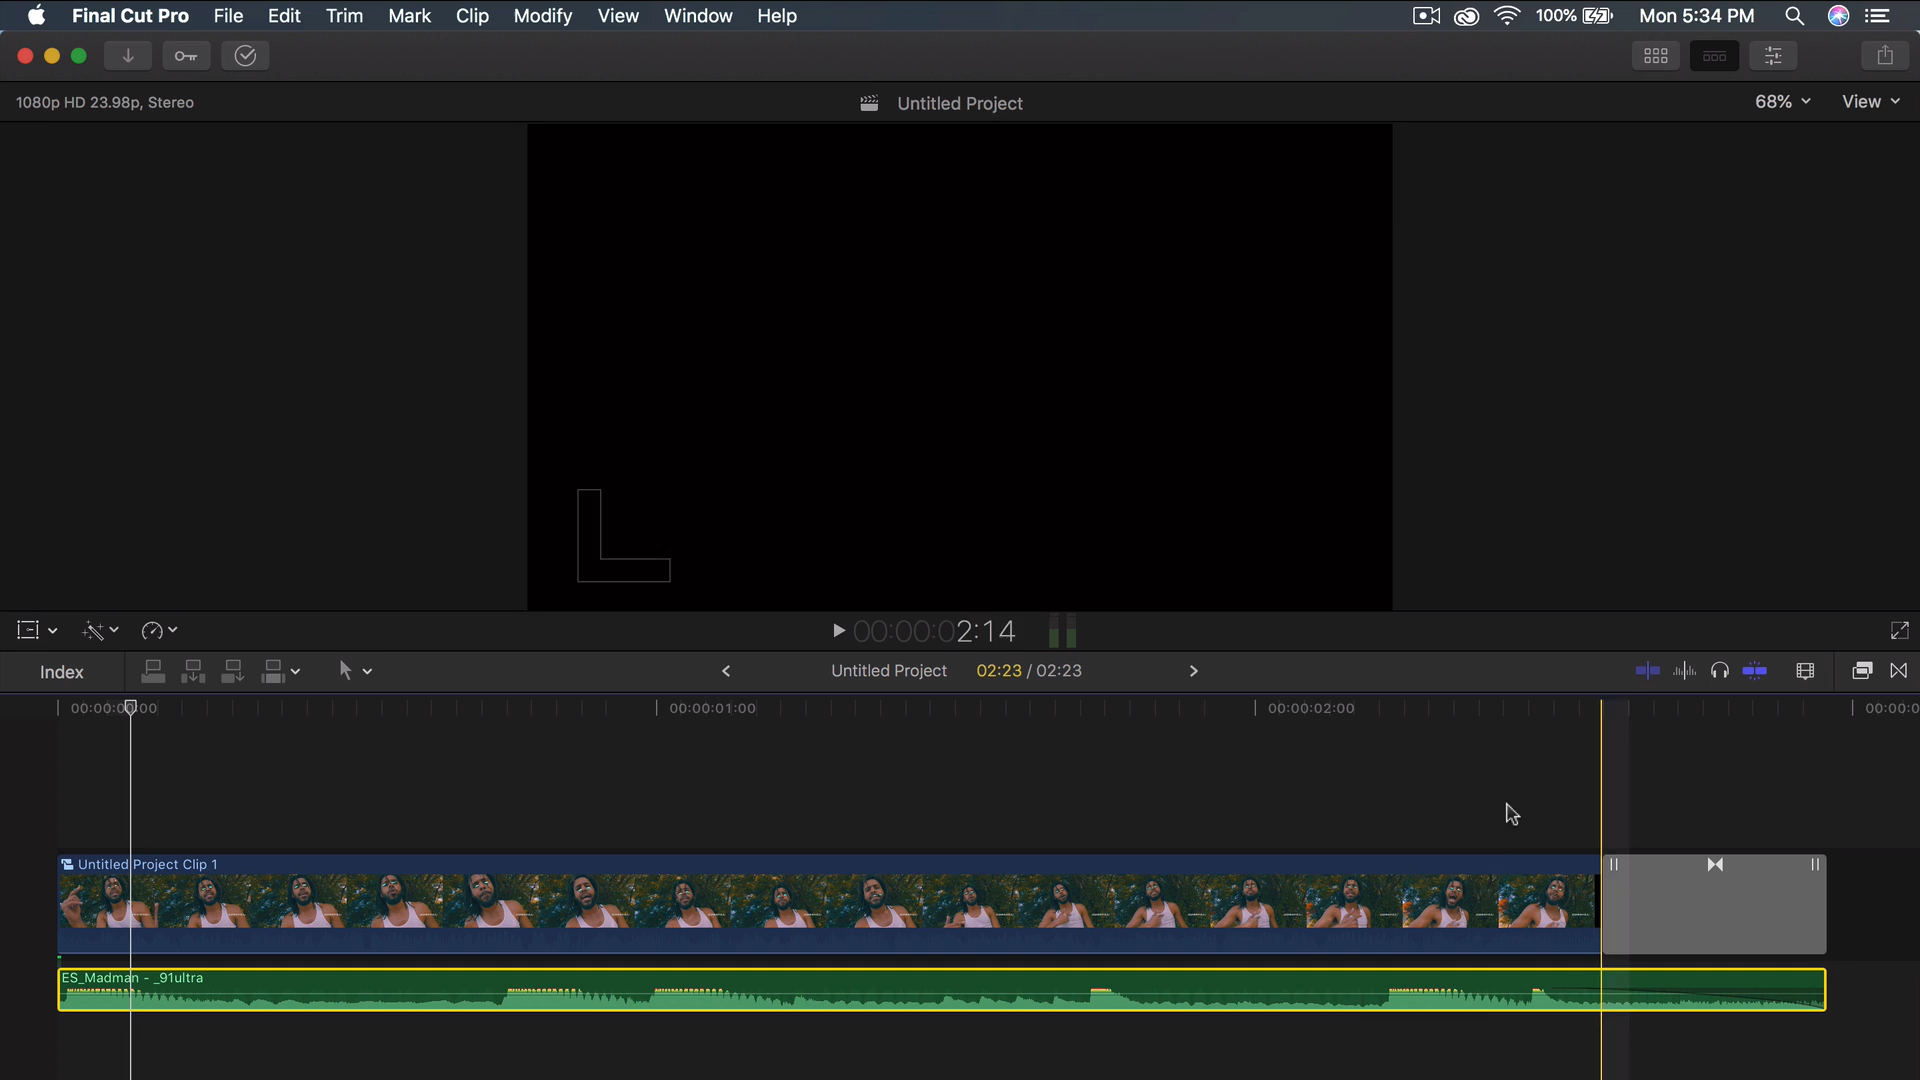 Final Cut Pro File Edit Trim Mark Clip Modify View Window Help 100% Mon 5:34 PM
1080p HD 23.98p, Stereo Untitled Project 68% View
00:00:02:14
Index Untitled Project 02:23 / 02:23
00:00:00:00 00:00:01:00 00:00:02:00 00:00:0
Untitled Project Clip 1
ES_Madman - _91ultra